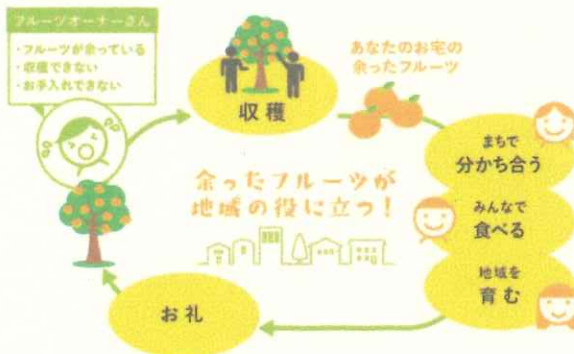 フルーツオーナーさん
・フルーツが余っている
・収穫できない
・お手入れできない
収穫
あなたのお宅の
余ったフルーツ
まちで
分かち合う
みんなで
食べる
地域を
育む
余ったフルーツが
地域の役に立つ！
お礼